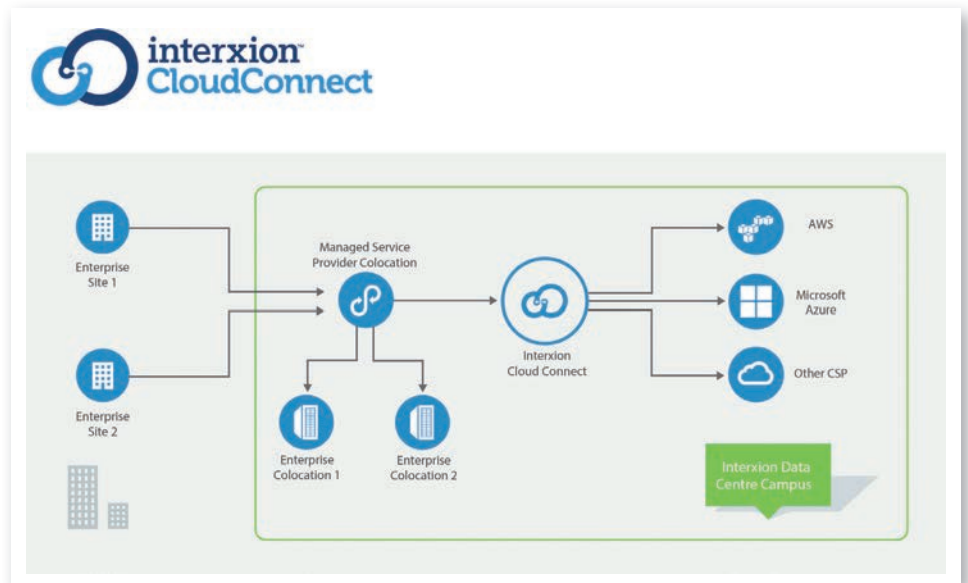 interxion™
CloudConnect
Enterprise
Site 1
Enterprise
Site 2
Managed Service
Provider Colocation
Enterprise
Colocation 1
Enterprise
Colocation 2
Interxion
Cloud Connect
AWS
Microsoft
Azure
Other CSP
Interxion Data
Centre Campus